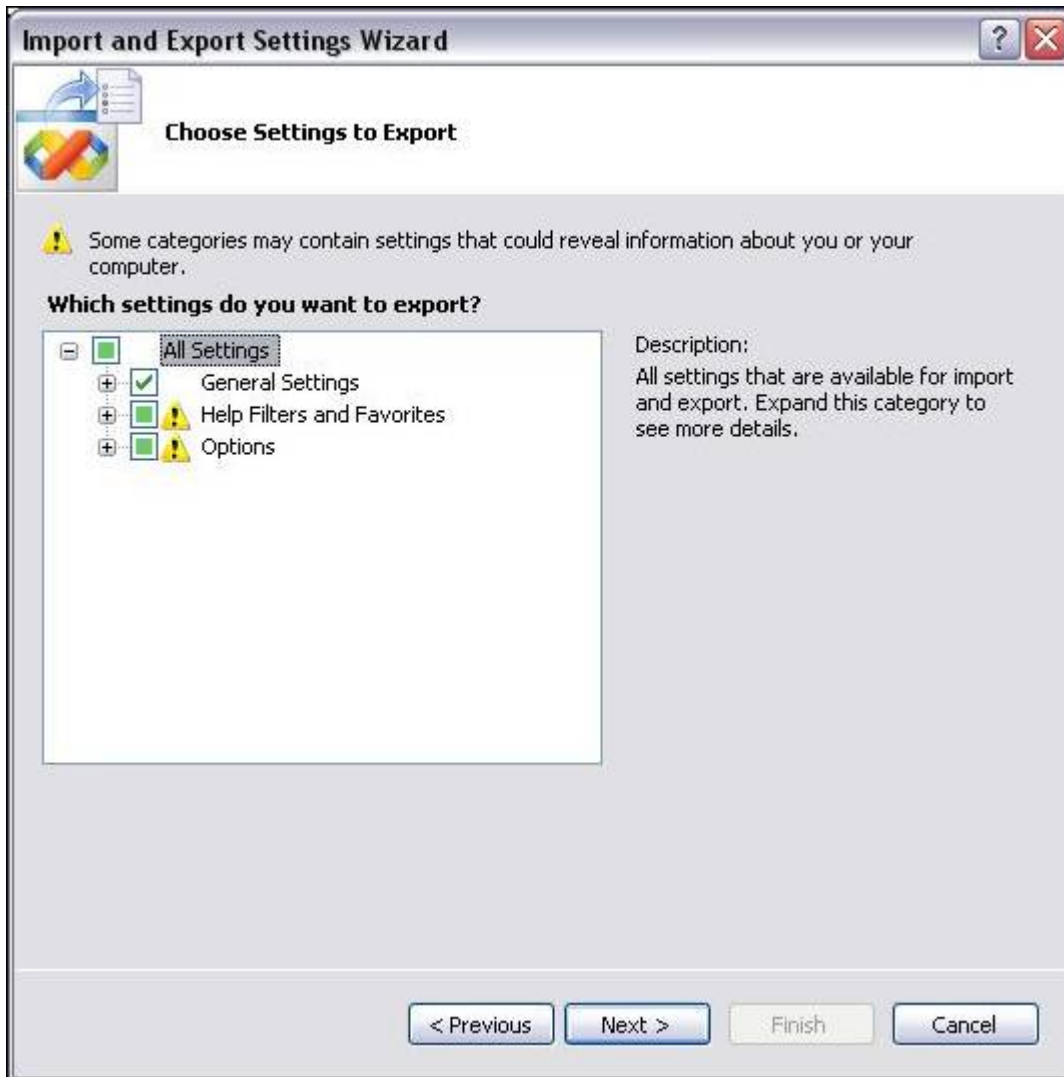 Import and Export Settings Wizard
Choose Settings to Export
Some categories may contain settings that could reveal information about you or your
computer.
Which settings do you want to export?
All Settings
General Settings
Help Filters and Favorites
Options
Description:
All settings that are available for import
and export. Expand this category to
see more details.
< Previous
Next >
Finish
Cancel